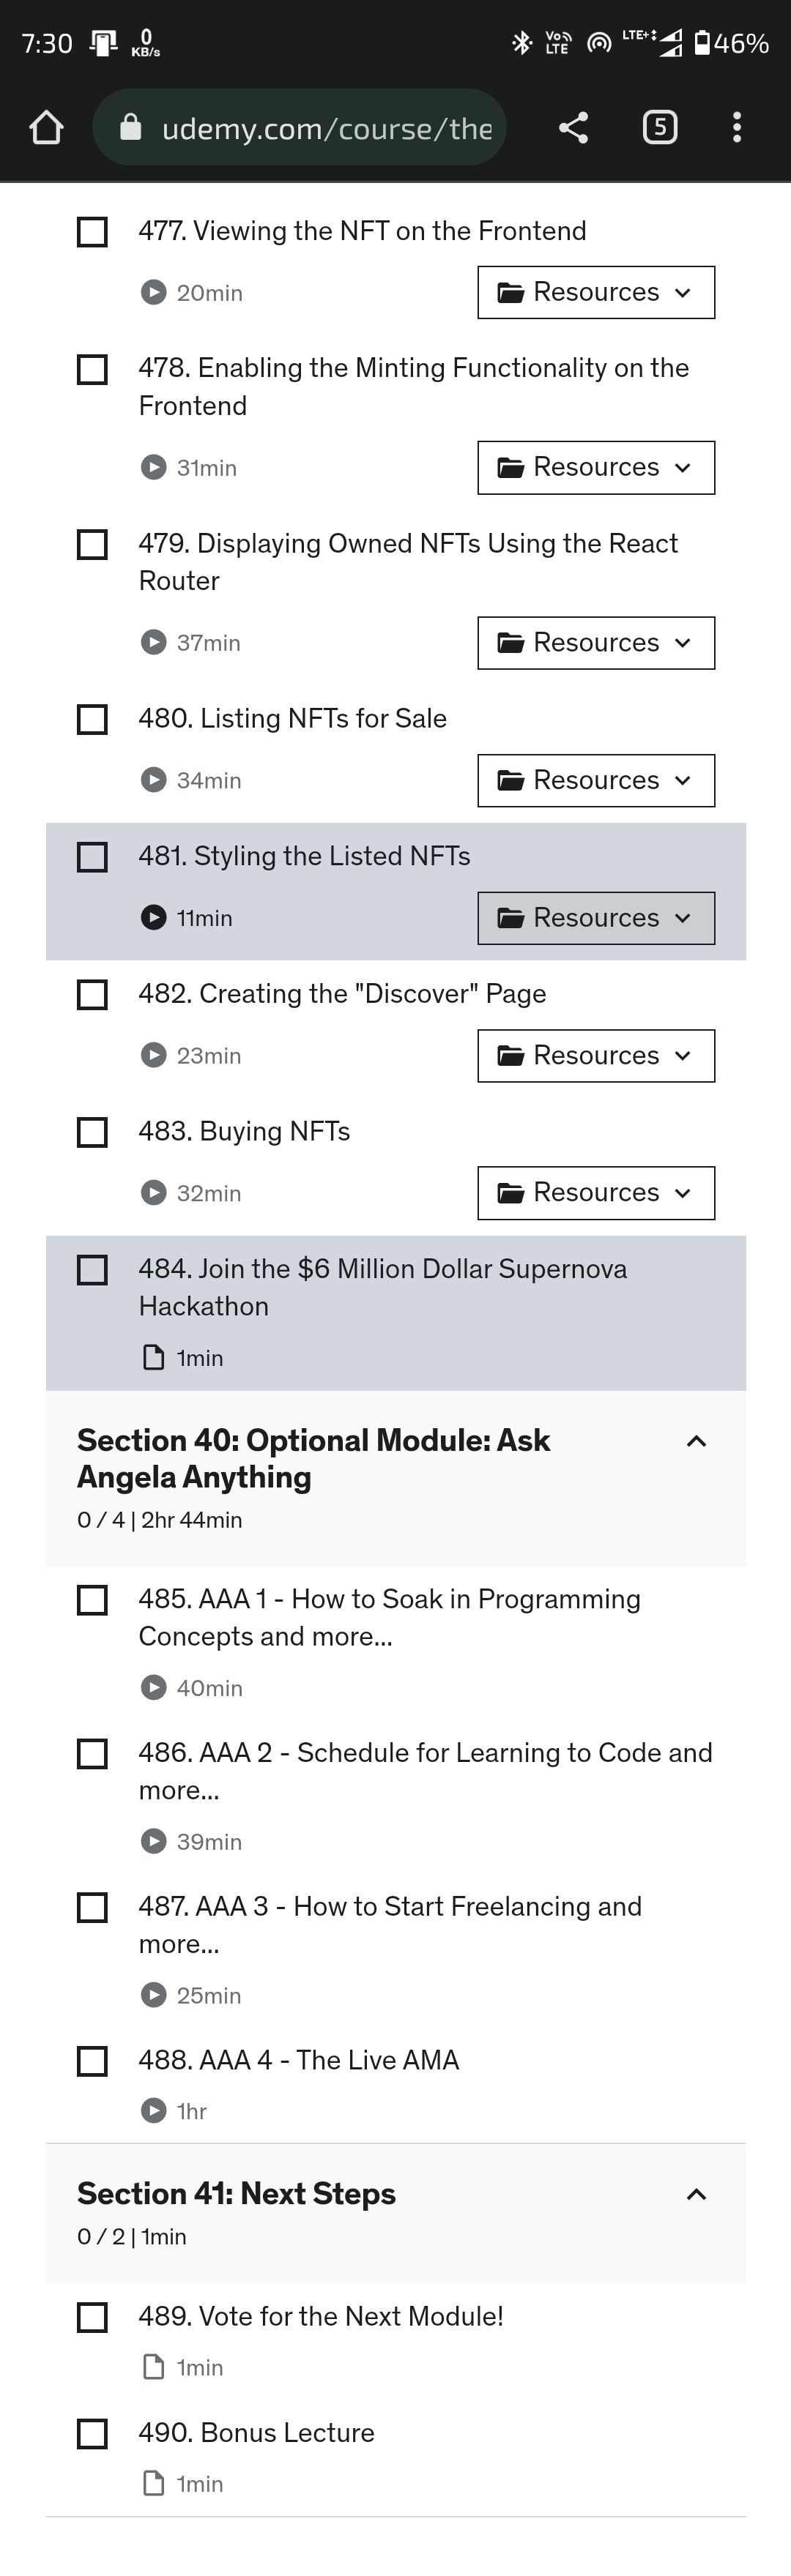 7:30
0
KB/s
Vo))
LTE
LTE+
46%
udemy.com/course/the
5
477. Viewing the NFT on the Frontend
20min
Resources
478. Enabling the Minting Functionality on the
Frontend
31min
Resources
479. Displaying Owned NFTs Using the React
Router
37min
Resources
480. Listing NFTs for Sale
34min
Resources
481. Styling the Listed NFTs
11min
Resources
482. Creating the "Discover" Page
23min
Resources
483. Buying NFTs
32min
Resources
484. Join the $6 Million Dollar Supernova
Hackathon
1min
Section 40: Optional Module: Ask
Angela Anything
0 / 4 | 2hr 44min
485. AAA 1 - How to Soak in Programming
Concepts and more...
40min
486. AAA 2 - Schedule for Learning to Code and
more...
39min
487. AAA 3 - How to Start Freelancing and
more...
25min
488. AAA 4 - The Live AMA
1hr
Section 41: Next Steps
0 / 2 | 1min
489. Vote for the Next Module!
1min
490. Bonus Lecture
1min